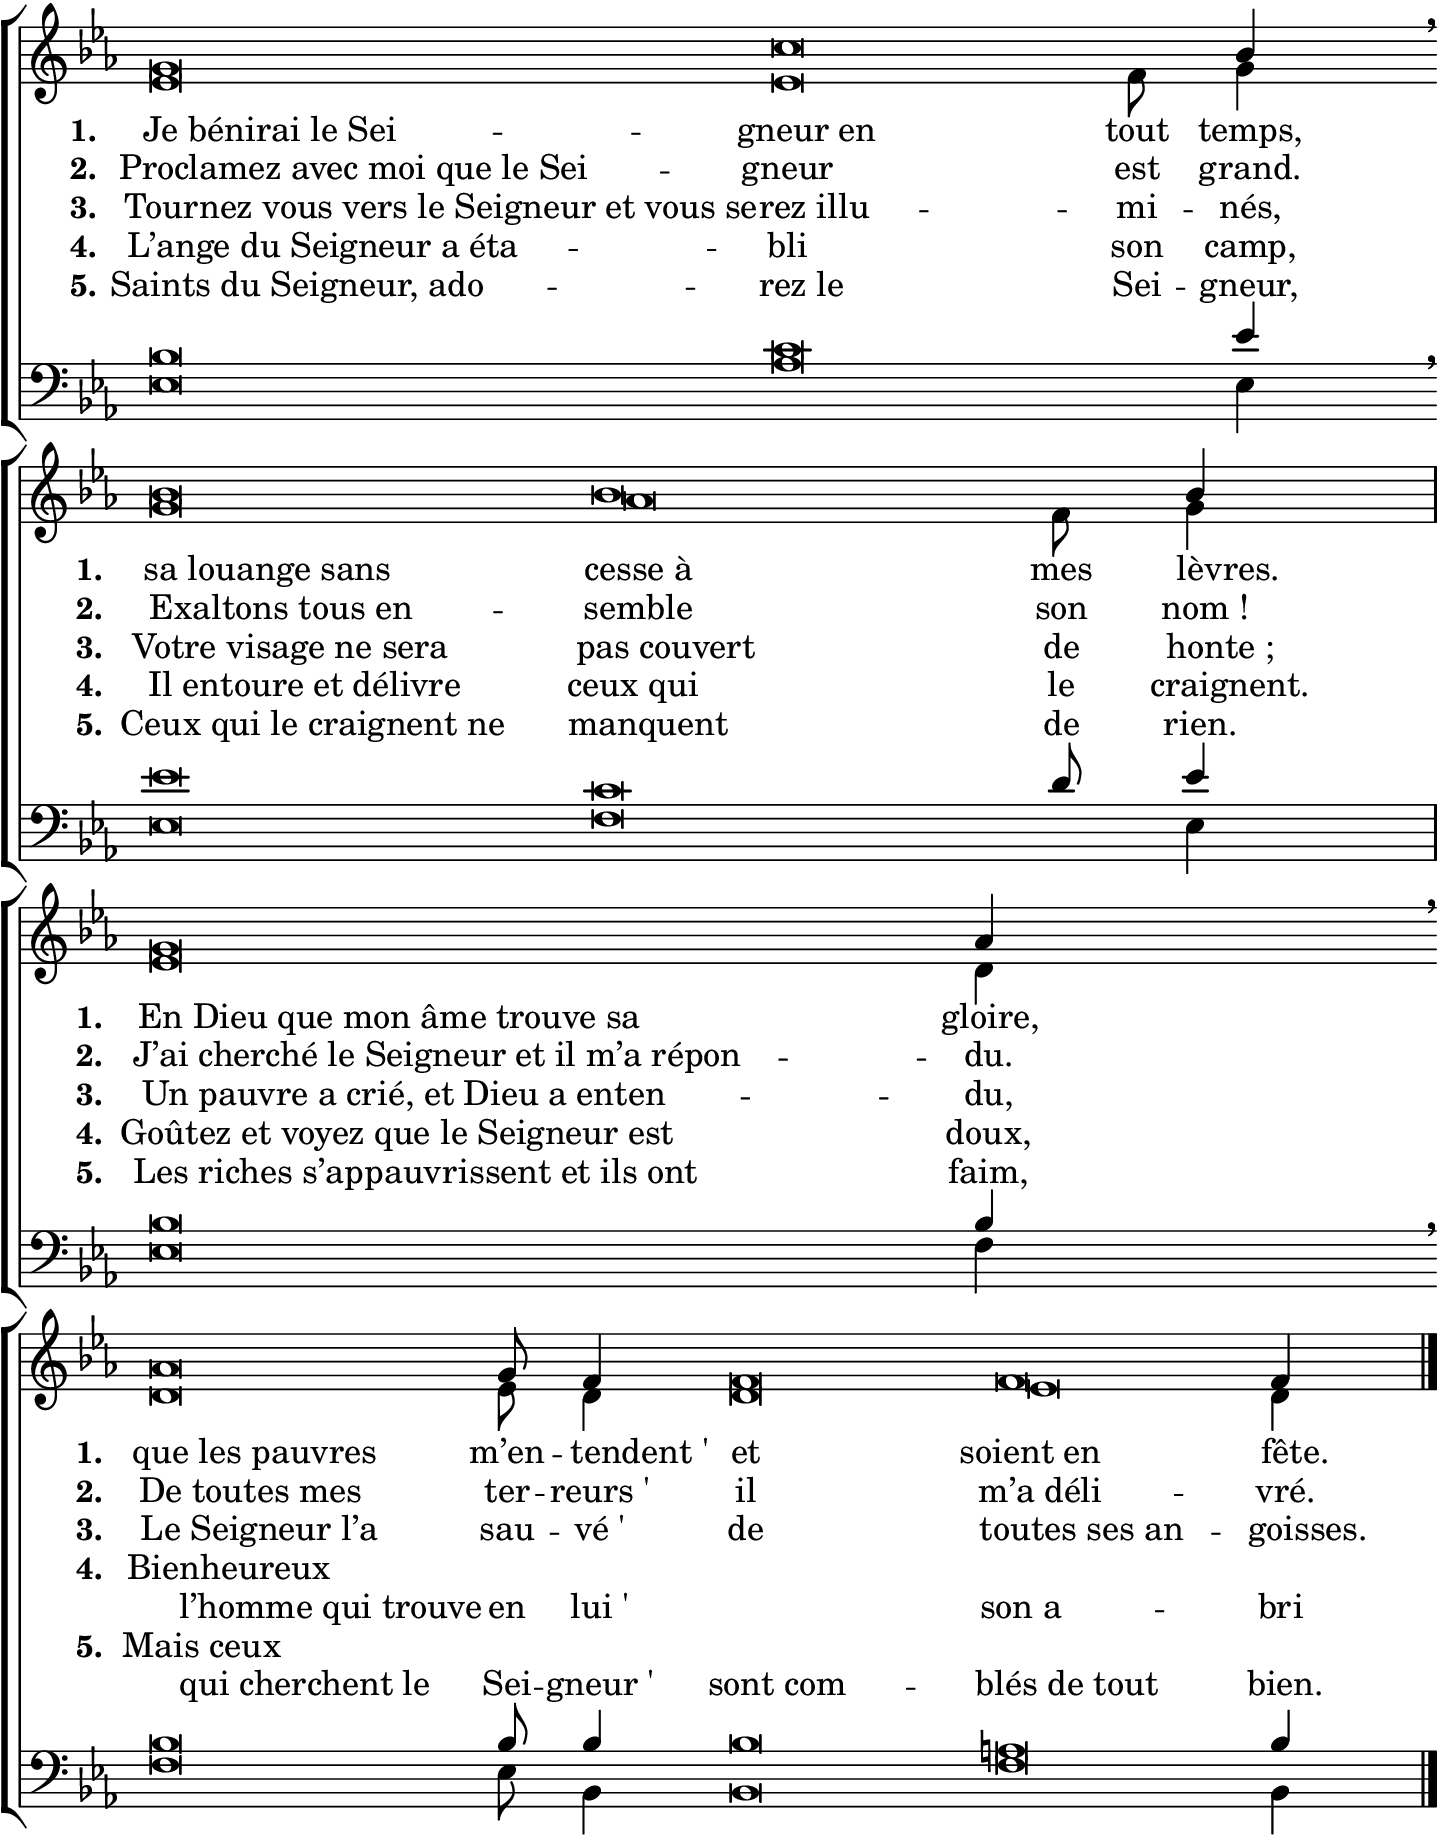 1. Je bénirai le Sei -- gneur en tout temps,
2. Proclamez avec moi que le Sei - gneur est grand.
3. Tournez vous vers le Seigneur et vous serez illu -- mi - nés,
4. L’ange du Seigneur a éta -- bli son camp,
5. Saints du Seigneur, ado -- rez le Sei - gneur,
1. sa louange sans cesse à mes lèvres.
2. Exaltons tous en - semble son nom !
3. Votre visage ne sera pas couvert de honte ;
4. Il entoure et délivre ceux qui le craignent.
5. Ceux qui le craignent ne manquent de rien.
1. En Dieu que mon âme trouve sa gloire,
2. J’ai cherché le Seigneur et il m’a répon -- du.
3. Un pauvre a crié, et Dieu a enten -- du,
4. Goûtez et voyez que le Seigneur est doux,
5. Les riches s’appauvrissent et ils ont faim,
1. que les pauvres m’en - tendent ' et soient en fête.
2. De toutes mes ter - reurs ' il m’a déli - vré.
3. Le Seigneur l’a sau - vé ' de toutes ses an - goisses.
4. Bienheureux
l’homme qui trouve en lui ' son a - bri
5. Mais ceux
qui cherchent le Sei - gneur ' sont com - blés de tout bien.